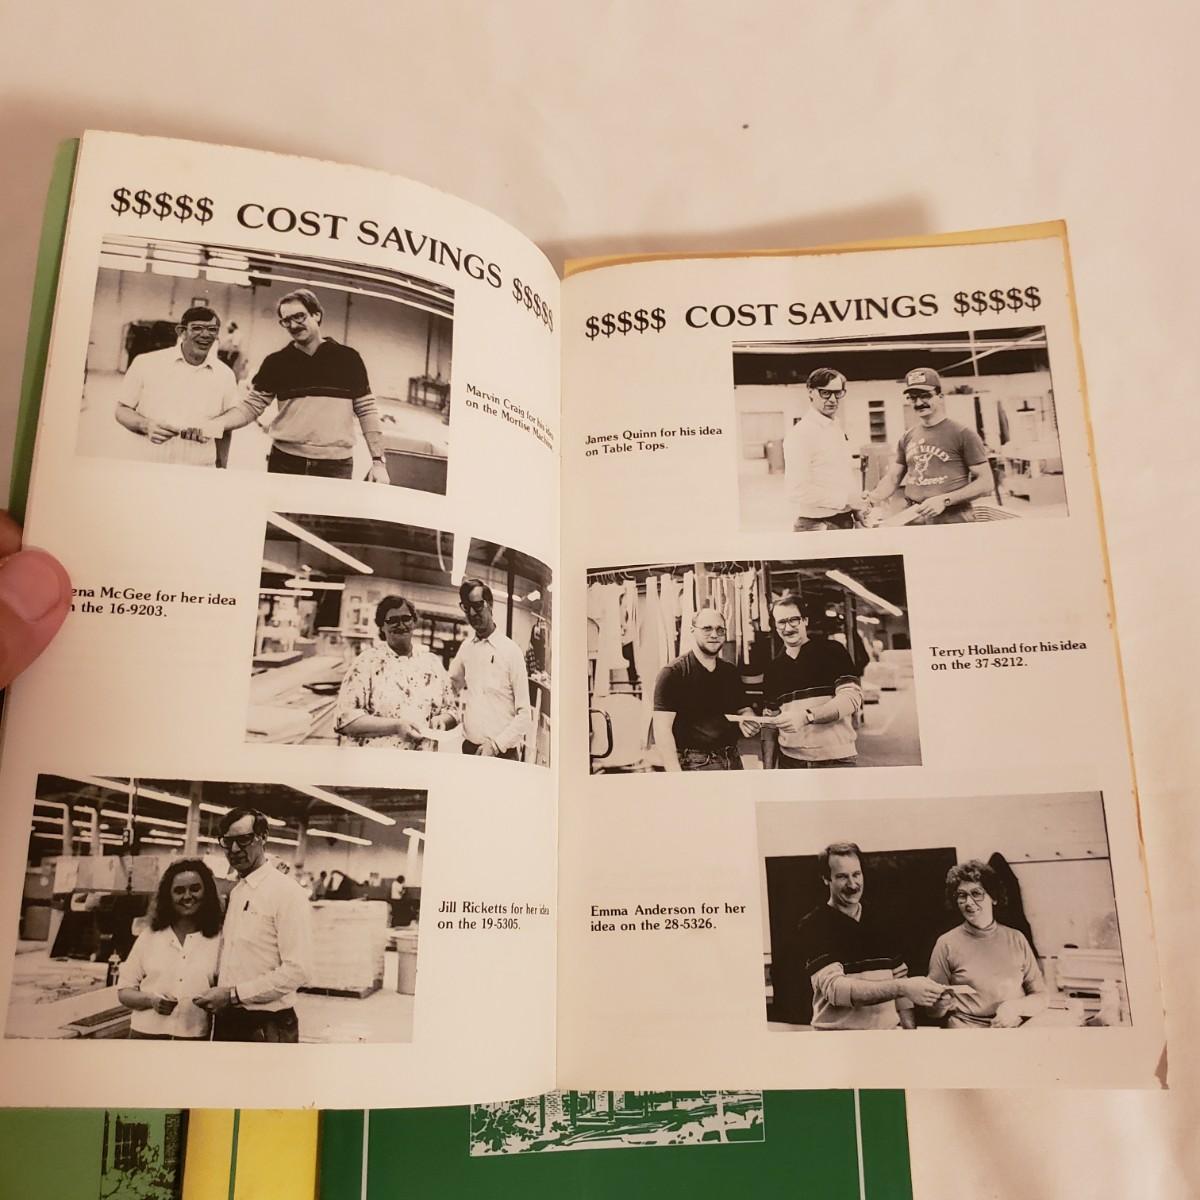 $$$$$ COST SAVINGS $$$$$
Marvin Craig for his idea
on the Mortise Machine.
ena McGee for her idea
n the 16-9203.
Jill Ricketts for her idea
on the 19-5305.
$$$$$ COST SAVINGS $$$$$
James Quinn for his idea
on Table Tops.
VALLEY
Saver
Terry Holland for his idea
on the 37-8212.
Emma Anderson for her
idea on the 28-5326.